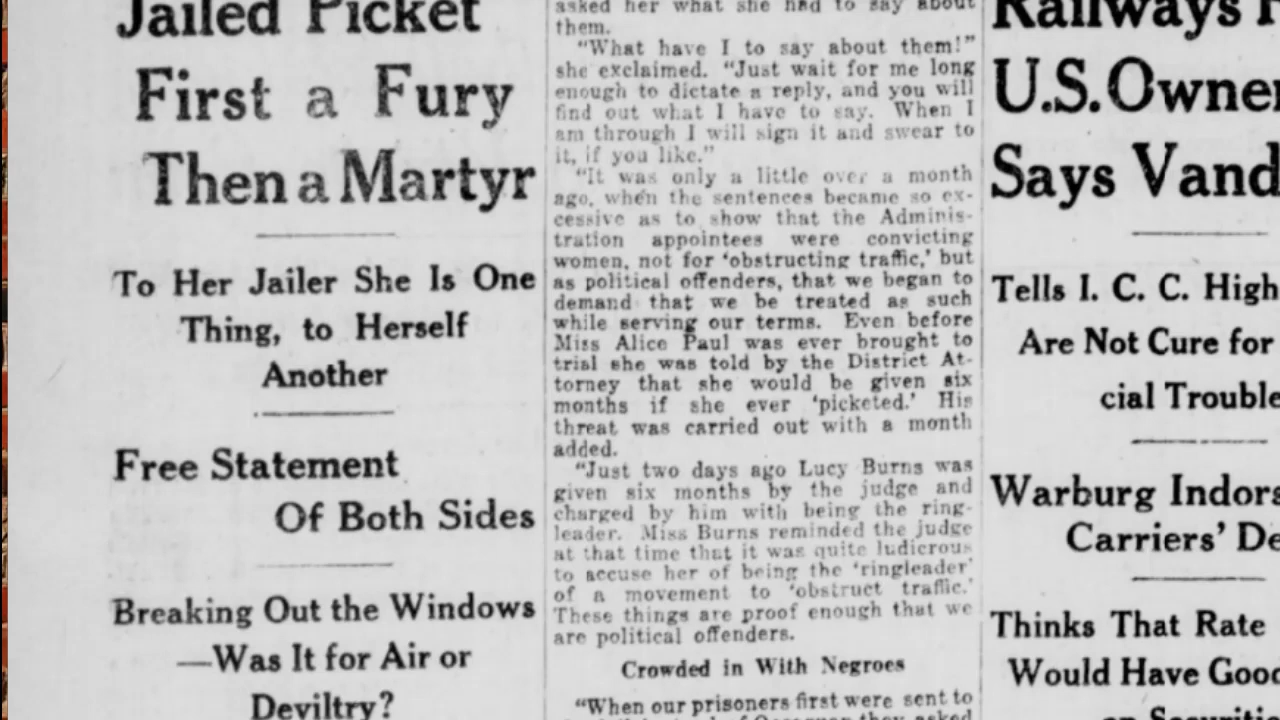 Jailed Picket
First a Fury
Then a Martyr
To Her Jailer She Is One
Thing, to Herself
Another
Free Statement
Of Both Sides
Breaking Out the Windows
—Was It for Air or
Deviltry?
asked her what she had to say about
them.
"What have I to say about them!"
she exclaimed. "Just wait for me long
enough to dictate a reply, and you will
find out what I have to say. When I
am through I will sign it and swear to
it, if you like."
"It was only a little over a month
ago, when the sentences became so ex-
cessive as to show that the Adminis-
tration appointees were convicting
women, not for 'obstructing traffic,' but
as political offenders, that we began to
demand that we be treated as such
while serving our terms. Even before
Miss Alice Paul was ever brought to
trial she was told by the District At-
torney that she would be given six
months if she ever 'picketed.' His
threat was carried out with a month
added.
"Just two days ago Lucy Burns was
given six months by the judge and
charged by him with being the ring-
leader. Miss Burns reminded the judge
at that time that it was quite ludicrous
to accuse her of being the 'ringleader'
of a movement to 'obstruct traffic.'
These things are proof enough that we
are political offenders.
Crowded in With Negroes
"When our prisoners first were sent to
they asked
Railways
U.S. Owner
Says Vand
Tells I. C. C. High
Are Not Cure for
cial Trouble
Warburg Indors
Carriers' De
Thinks That Rate
Would Have Good
on Securitie